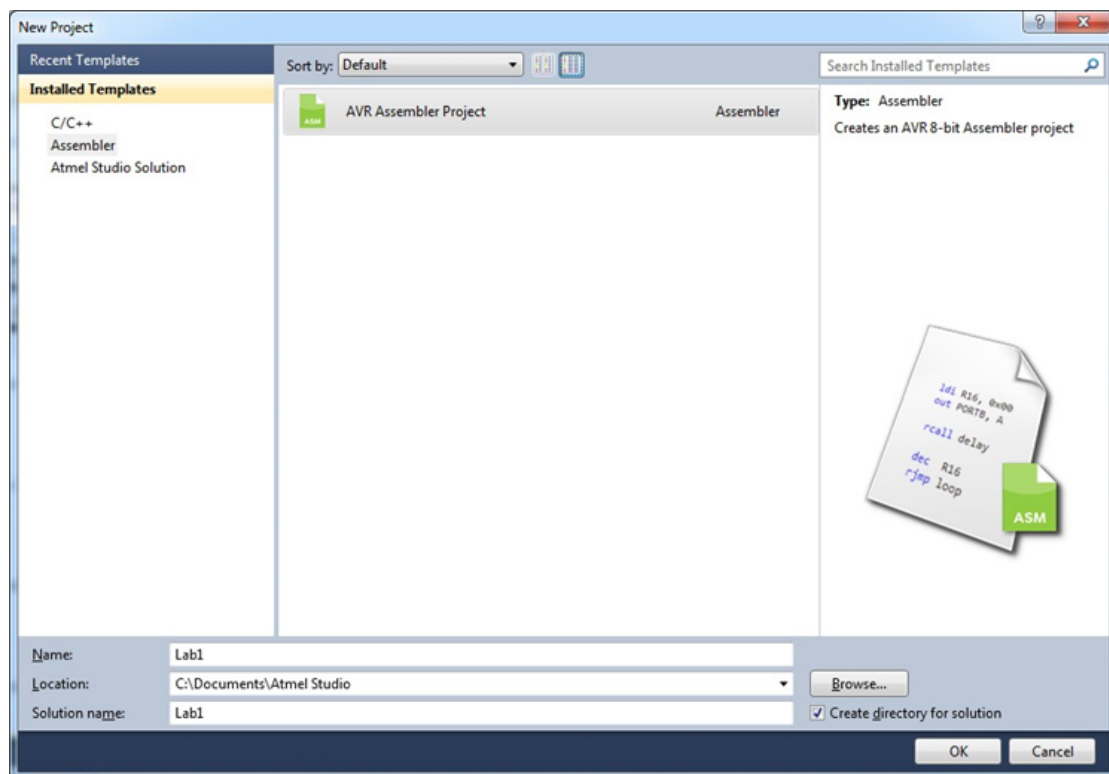 New Project
Recent Templates
Installed Templates
C/C++
Assembler
Atmel Studio Solution
Sort by: Default
AVR Assembler Project Assembler
ASM
Search Installed Templates
Type: Assembler
Creates an AVR 8-bit Assembler project
ldi R16, 0x00
out PORTB, A
rcall delay
dec R16
rjmp loop
ASM
Name: Lab1
Location: C:\Documents\Atmel Studio
Browse...
Solution name: Lab1
Create directory for solution
OK Cancel